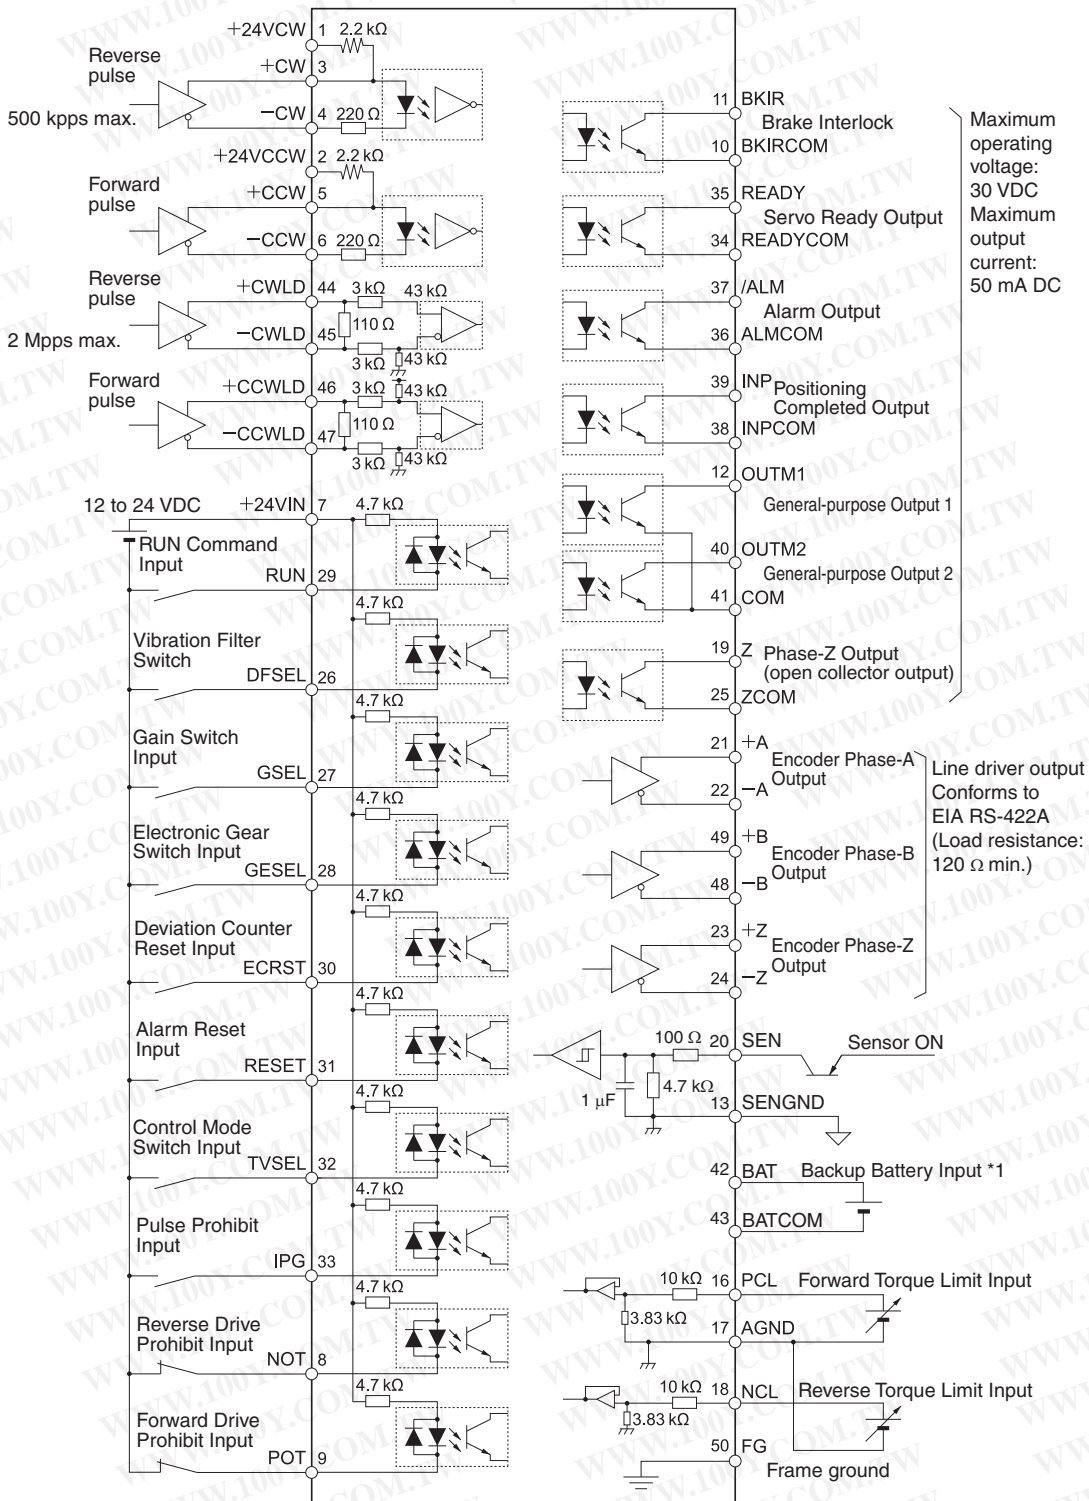 +24VCW 1 2.2 kΩ
Reverse
pulse
+CW 3
500 kpps max.
−CW 4 220 Ω
+24VCCW 2 2.2 kΩ
Forward
pulse
+CCW 5
−CCW 6 220 Ω
Reverse
pulse
+CWLD 44 3 kΩ 43 kΩ
110 Ω
2 Mpps max.
−CWLD 45
3 kΩ 43 kΩ
Forward
pulse
+CCWLD 46 3 kΩ 43 kΩ
110 Ω
−CCWLD 47
3 kΩ 43 kΩ
12 to 24 VDC
+24VIN 7 4.7 kΩ
RUN Command
Input
RUN 29
4.7 kΩ
Vibration Filter
Switch
DFSEL 26
4.7 kΩ
Gain Switch
Input
GSEL 27
4.7 kΩ
Electronic Gear
Switch Input
GESEL 28
4.7 kΩ
Deviation Counter
Reset Input
ECRST 30
4.7 kΩ
Alarm Reset
Input
RESET 31
4.7 kΩ
Control Mode
Switch Input
TVSEL 32
4.7 kΩ
Pulse Prohibit
Input
IPG 33
4.7 kΩ
Reverse Drive
Prohibit Input
NOT 8
4.7 kΩ
Forward Drive
Prohibit Input
POT 9
11 BKIR
Brake Interlock
10 BKIRCOM
35 READY
Servo Ready Output
34 READYCOM
37 /ALM
Alarm Output
36 ALMCOM
39 INP
Positioning
Completed Output
38 INPCOM
12 OUTM1
General-purpose Output 1
40 OUTM2
General-purpose Output 2
41 COM
19 Z
Phase-Z Output
(open collector output)
25 ZCOM
Maximum
operating
voltage:
30 VDC
Maximum
output
current:
50 mA DC
21 +A
Encoder Phase-A
Output
22 −A
49 +B
Encoder Phase-B
Output
48 −B
23 +Z
Encoder Phase-Z
Output
24 −Z
Line driver output
Conforms to
EIA RS-422A
(Load resistance:
120 Ω min.)
100 Ω 20 SEN
Sensor ON
4.7 kΩ
1 μF
13 SENGND
42 BAT
Backup Battery Input *1
43 BATCOM
10 kΩ 16 PCL
Forward Torque Limit Input
3.83 kΩ
17 AGND
10 kΩ 18 NCL
Reverse Torque Limit Input
3.83 kΩ
50 FG
Frame ground
WWW.100Y.COM.TW